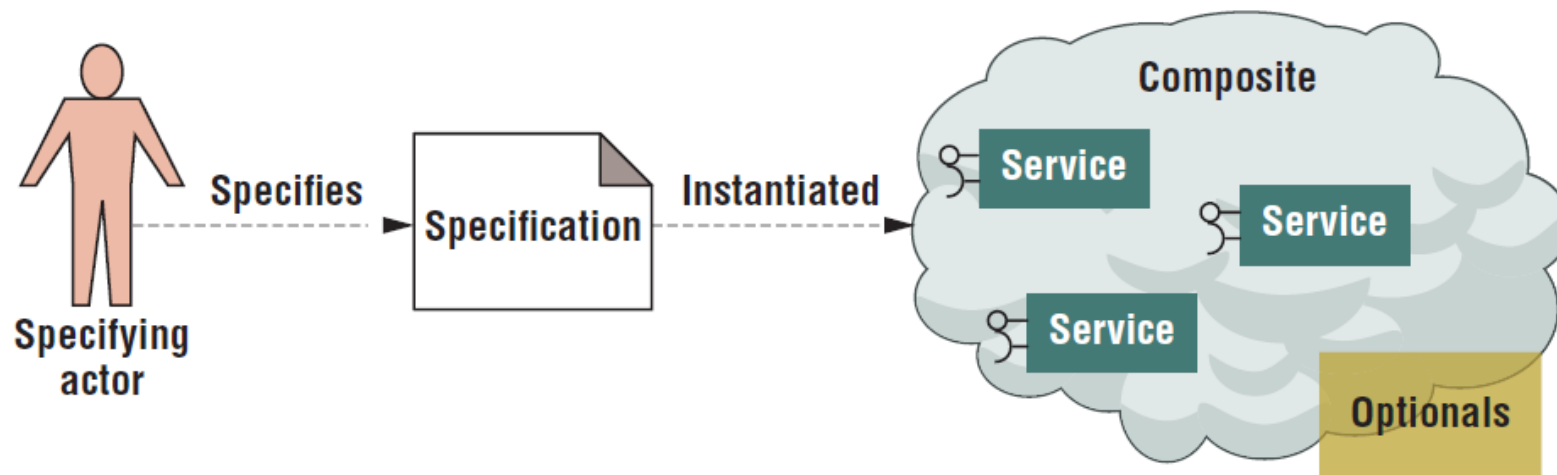 Composite
Service
Specifies
Instantiated
Service
Specification
Specifying
actor
Service
Optionals